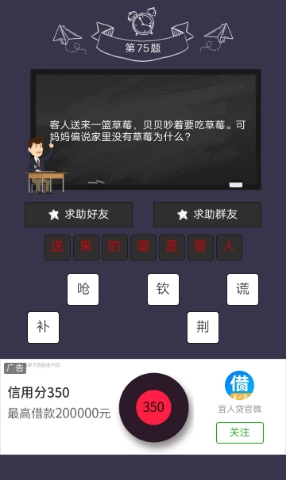 第75题
客人送来一篮草莓，贝贝吵着要吃草莓。可
妈妈偏说家里没有草莓为什么？
求助好友 求助群友
送 来 的 画 是 客 人
呛 钦 谎
补 荆
广告
信用分350
最高借款200000元
350
借
宜人贷官微
关注